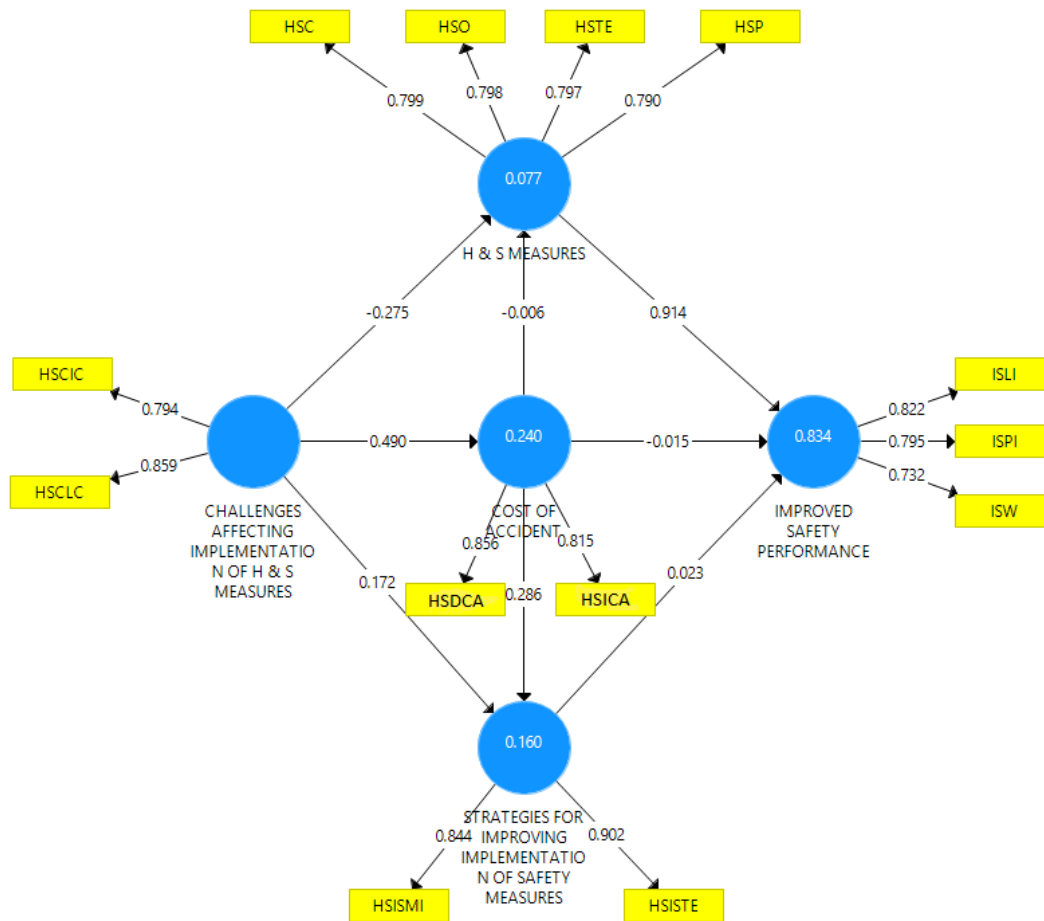 HSC
HSO
HSTE
HSP
0.799
0.798
0.797
0.790
0.077
H & S MEASURES
-0.275
-0.006
0.914
HSCIC
HSCLC
0.794
0.859
0.490
0.240
-0.015
0.834
0.822
0.795
0.732
ISLI
ISPI
ISW
CHALLENGES
AFFECTING
IMPLEMENTATIO
N OF H & S
MEASURES
COST OF
ACCIDENT
IMPROVED
SAFETY
PERFORMANCE
0.856
0.815
0.172
0.286
0.023
HSDCA
HSICA
0.160
STRATEGIES FOR
IMPROVING
IMPLEMENTATIO
N OF SAFETY
MEASURES
0.844
0.902
HSISMI
HSISTE